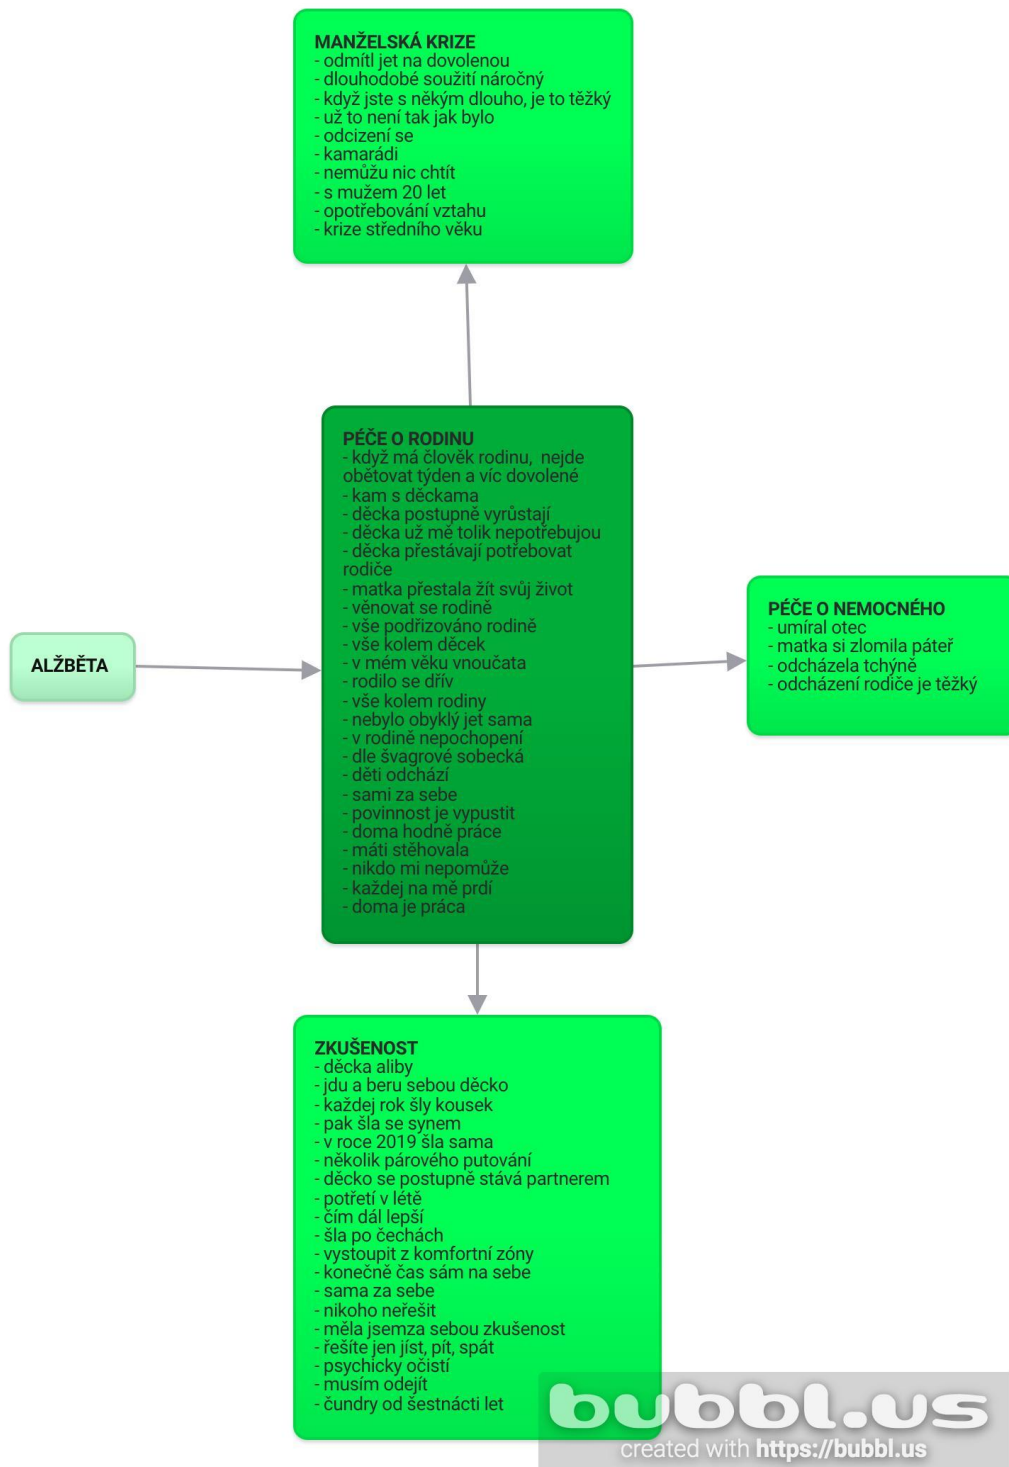 MANŽELSKÁ KRIZE
- odmítl jet na dovolenou
- dlouhodobé soužití náročný
- když jste s někým dlouho, je to těžký
- už to není tak jak bylo
- odcizení se
- kamarádi
- nemůžu nic chtít
- s mužem 20 let
- opotřebování vztahu
- krize středního věku
ALŽBĚTA
PÉČE O RODINU
- když má člověk rodinu, nejde
obětovat týden a víc dovolené
- kam s děckama
- děcka postupně vyrůstají
- děcka už mě tolik nepotřebujou
- děcka přestávají potřebovat
rodiče
- matka přestala žít svůj život
- věnovat se rodině
- vše podřizováno rodině
- vše kolem děcek
- v mém věku vnoučata
- rodilo se dřív
- vše kolem rodiny
- nebylo obyklý jet sama
- v rodině nepochopení
- dle švagrové sobecká
- děti odchází
- sami za sebe
- povinnost je vypustit
- doma hodně práce
- máti stěhovala
- nikdo mi nepomůže
- každej na mě prdí
- doma je práca
PÉČE O NEMOCNÉHO
- umíral otec
- matka si zlomila páteř
- odcházela tchýně
- odcházení rodiče je těžký
ZKUŠENOST
- děcka aliby
- jdu a beru sebou děcko
- každej rok šly kousek
- pak šla se synem
- v roce 2019 šla sama
- několik párového putování
- děcko se postupně stává partnerem
- potřetí v létě
- čím dál lepší
- šla po čechách
- vystoupit z komfortní zóny
- konečně čas sám na sebe
- sama za sebe
- nikoho neřešit
- měla jsemza sebou zkušenost
- řešíte jen jíst, pít, spát
- psychicky očistí
- musím odejít
- čundry od šestnácti let
bubbl.us
created with https://bubbl.us